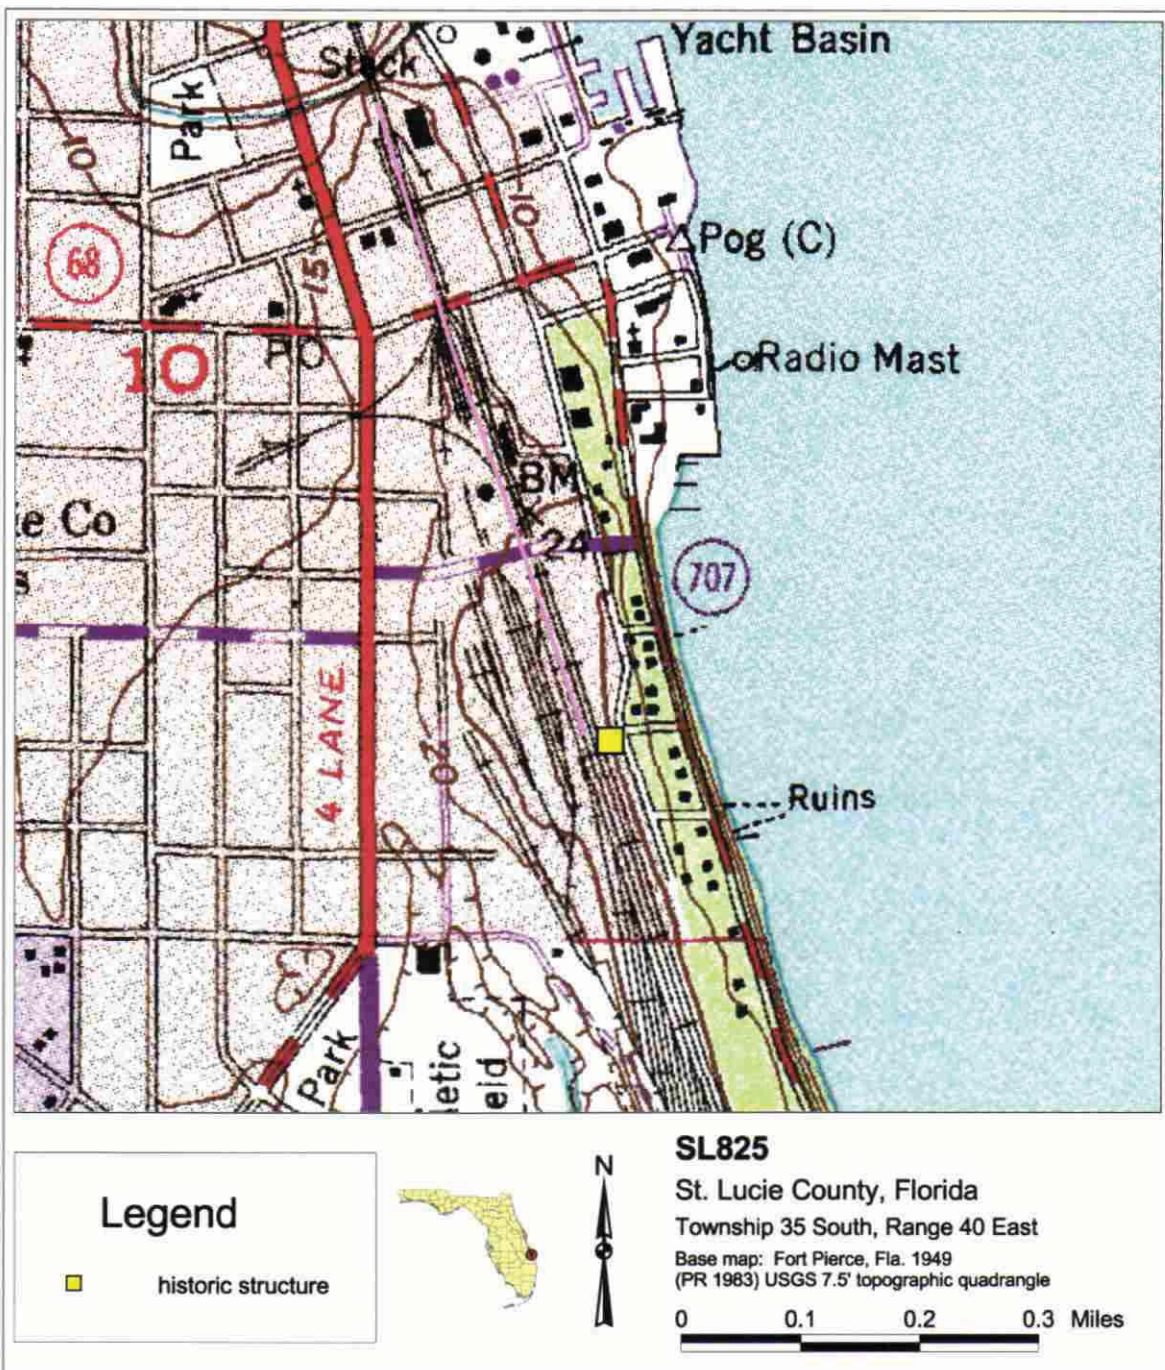 Yacht Basin
Stack
Park
10
10
Pog (C)
68
15
Radio Mast
PO
10
BM
24
e Co
s
707
4 LANE
Ruins
Park
letic
eld
Legend
historic structure
N
SL825
St. Lucie County, Florida
Township 35 South, Range 40 East
Base map: Fort Pierce, Fla. 1949
(PR 1983) USGS 7.5' topographic quadrangle
0 0.1 0.2 0.3 Miles